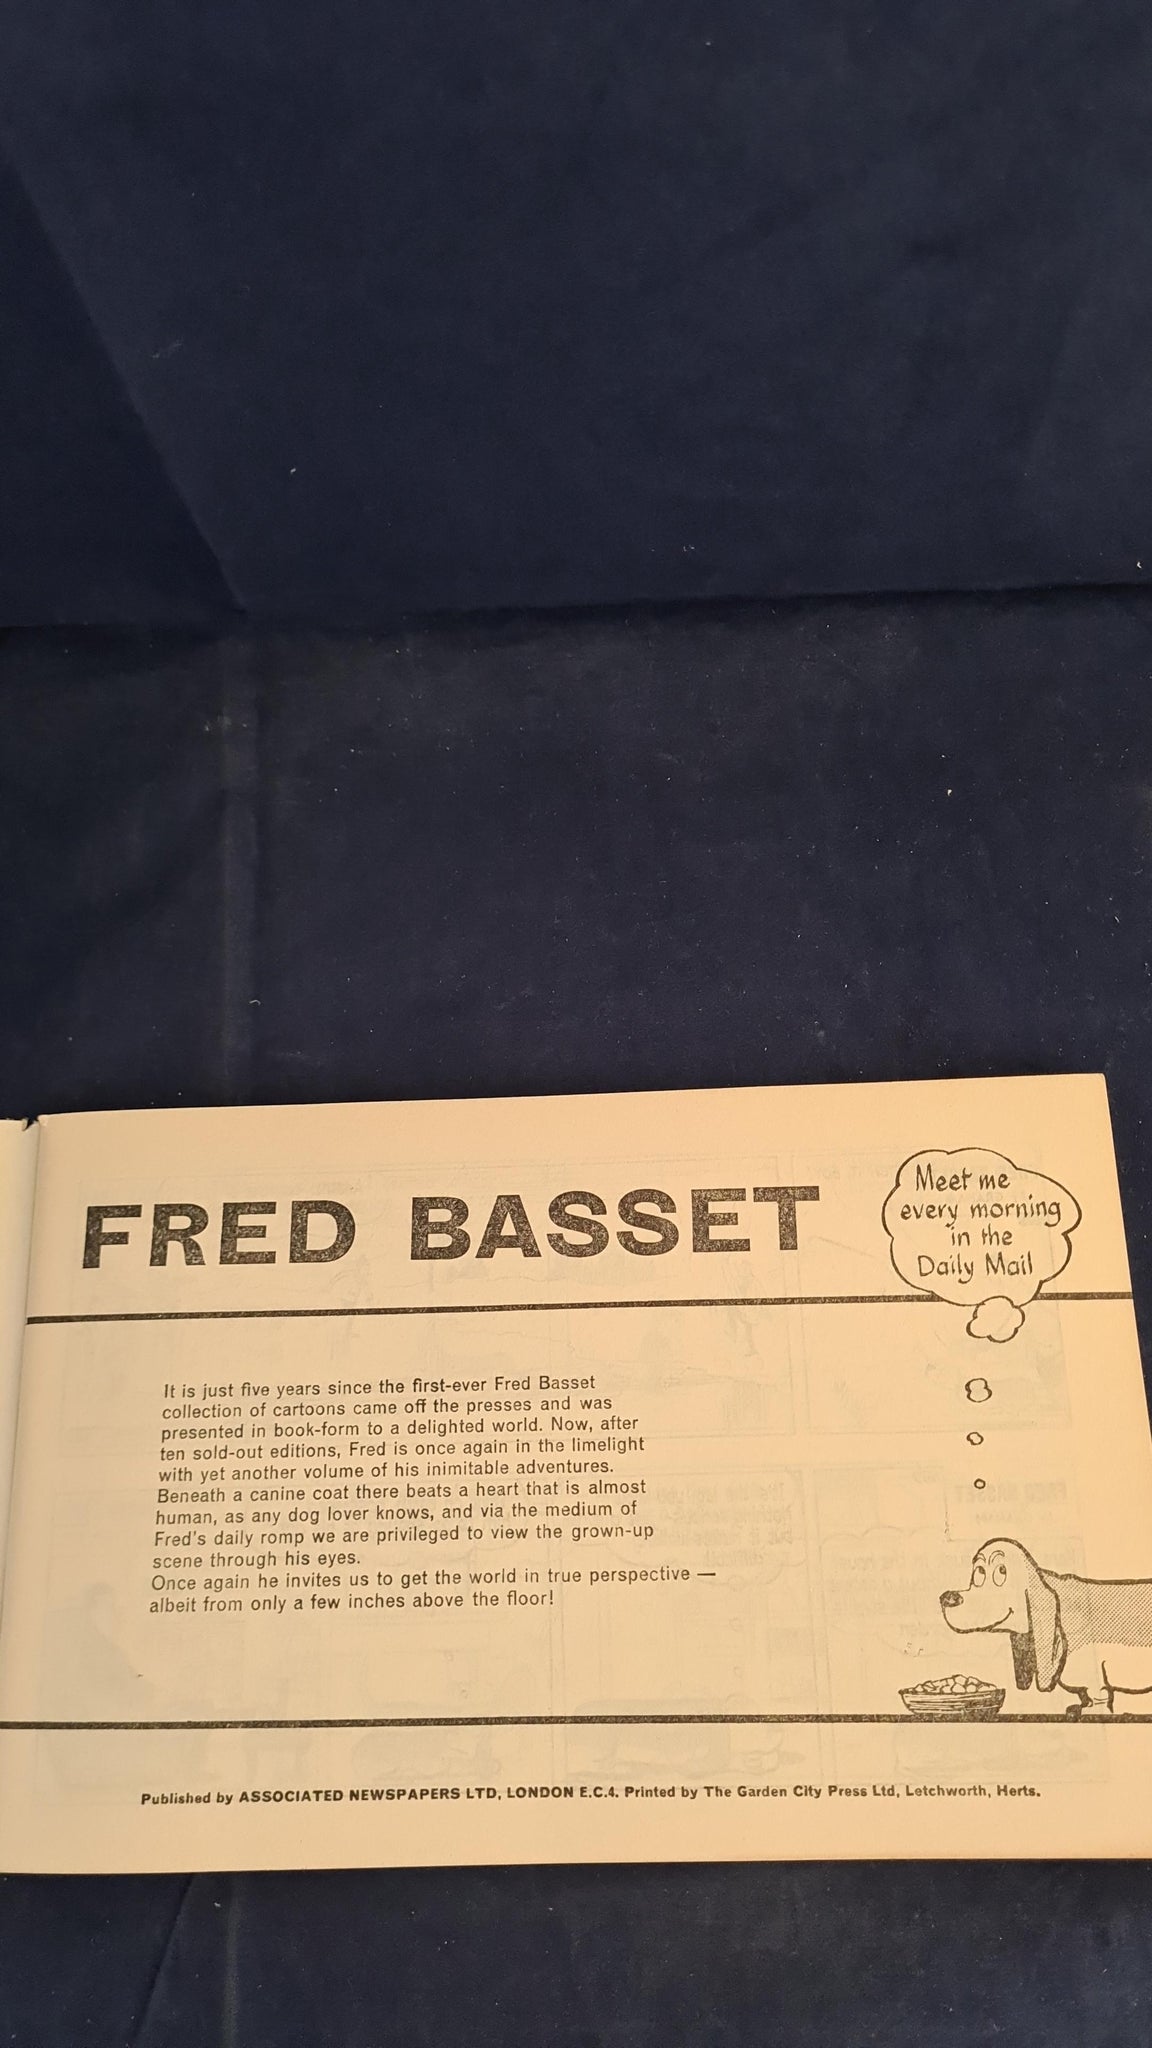 FRED BASSET
Meet me
every morning
in the
Daily Mail
It is just five years since the first-ever Fred Basset
collection of cartoons came off the presses and was
presented in book-form to a delighted world. Now, after
ten sold-out editions, Fred is once again in the limelight
with yet another volume of his inimitable adventures.
Beneath a canine coat there beats a heart that is almost
human, as any dog lover knows, and via the medium of
Fred's daily romp we are privileged to view the grown-up
scene through his eyes.
Once again he invites us to get the world in true perspective —
albeit from only a few inches above the floor!
Published by ASSOCIATED NEWSPAPERS LTD, LONDON E.C.4. Printed by The Garden City Press Ltd, Letchworth, Herts.